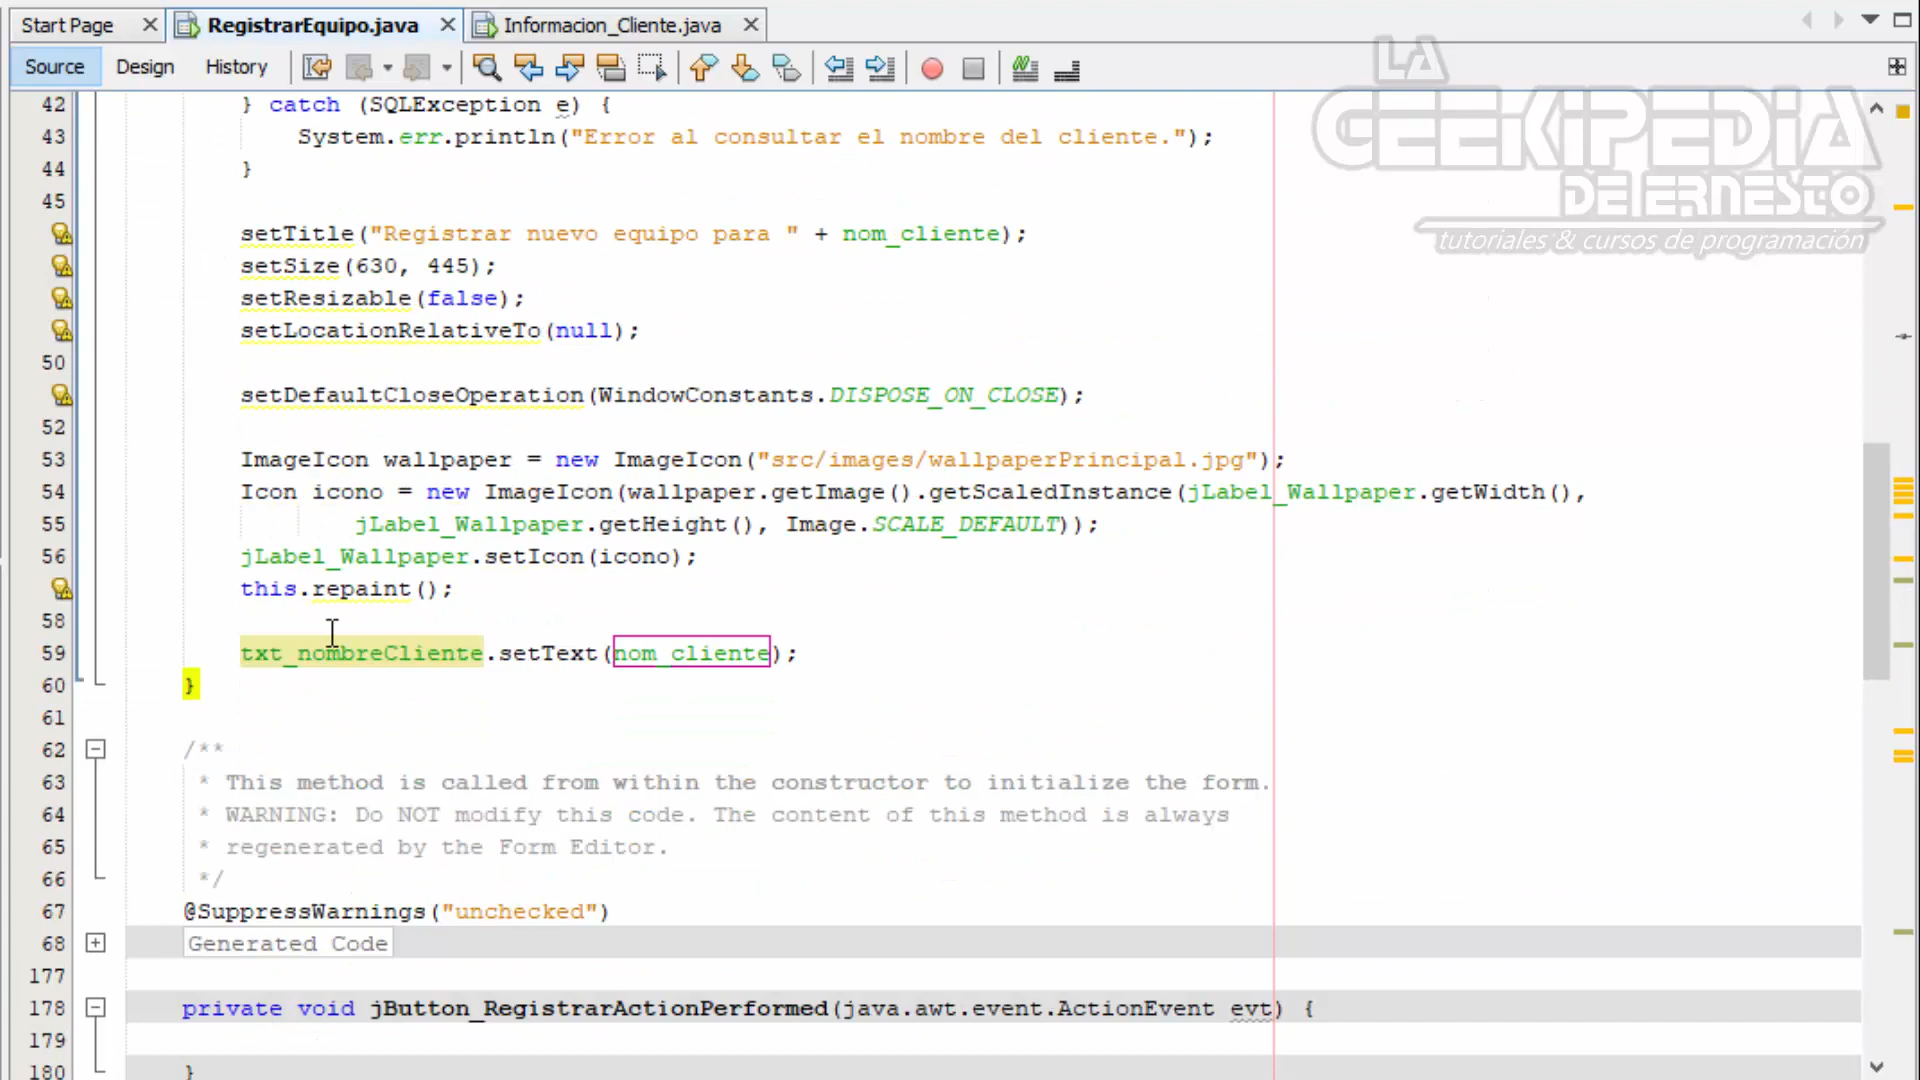 Start Page RegistrarEquipo.java Informacion_Cliente.java
Source Design History
LA
GEEKIPEDIA
DE ERNESTO
tutoriales & cursos de programación
42 } catch (SQLException e) {
43 System.err.println("Error al consultar el nombre del cliente.");
44 }
45
setTitle("Registrar nuevo equipo para " + nom_cliente);
setSize(630, 445);
setResizable(false);
setLocationRelativeTo(null);
50
setDefaultCloseOperation(WindowConstants.DISPOSE_ON_CLOSE);
52
53 ImageIcon wallpaper = new ImageIcon("src/images/wallpaperPrincipal.jpg");
54 Icon icono = new ImageIcon(wallpaper.getImage().getScaledInstance(jLabel_Wallpaper.getWidth(),
55 jLabel_Wallpaper.getHeight(), Image.SCALE_DEFAULT));
56 jLabel_Wallpaper.setIcon(icono);
this.repaint();
58
59 txt_nombreCliente.setText(nom_cliente);
60 }
61
62 /**
63 * This method is called from within the constructor to initialize the form.
64 * WARNING: Do NOT modify this code. The content of this method is always
65 * regenerated by the Form Editor.
66 */
67 @SuppressWarnings("unchecked")
68 Generated Code
177
178 private void jButton_RegistrarActionPerformed(java.awt.event.ActionEvent evt) {
179
180 }